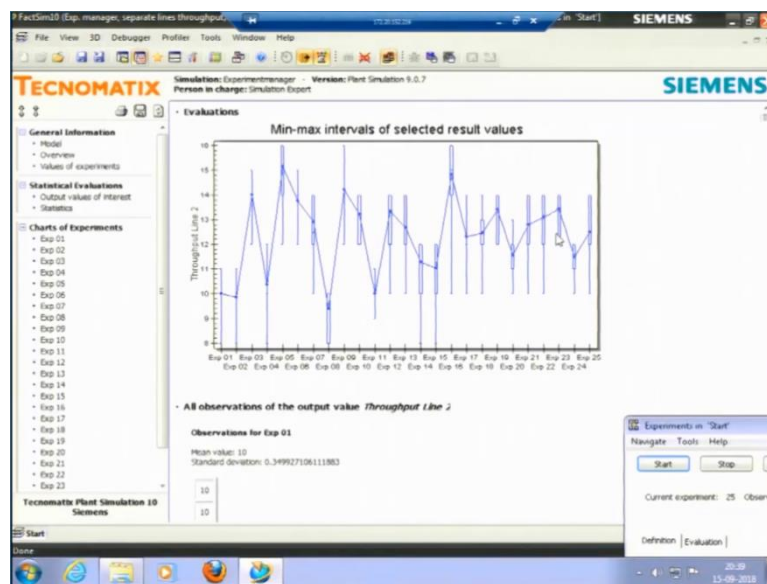 FactSim10 (Exp. manager, separate lines throughput,
172.20.152.214
in 'Start']
SIEMENS
File View 3D Debugger Profiler Tools Window Help
TECNOMATIX
Simulation: Experimentmanager - Version: Plant Simulation 9.0.7
Person in charge: Simulation Expert
SIEMENS
General Information
Model
Overview
Values of experiments
Statistical Evaluations
Output values of interest
Statistics
Charts of Experiments
Exp 01
Exp 02
Exp 03
Exp 04
Exp 05
Exp 06
Exp 07
Exp 08
Exp 09
Exp 10
Exp 11
Exp 12
Exp 13
Exp 14
Exp 15
Exp 16
Exp 17
Exp 18
Exp 19
Exp 20
Exp 21
Exp 22
Exp 23
Tecnomatix Plant Simulation 10
Siemens
Evaluations
Min-max intervals of selected result values
Throughput Line 2
16
15
14
13
12
11
10
9
8
Exp 01 Exp 03 Exp 05 Exp 07 Exp 09 Exp 11 Exp 13 Exp 15 Exp 17 Exp 19 Exp 21 Exp 23 Exp 25
Exp 02 Exp 04 Exp 06 Exp 08 Exp 10 Exp 12 Exp 14 Exp 16 Exp 18 Exp 20 Exp 22 Exp 24
All observations of the output value Throughput Line 2
Observations for Exp 01
Mean value: 10
Standard deviation: 0.349927106111883
10
10
Experiments in 'Start'
Navigate Tools Help
Start Stop
Current experiment: 25 Obser
Definition Evaluation
Start
Done
20:39
15-09-2018